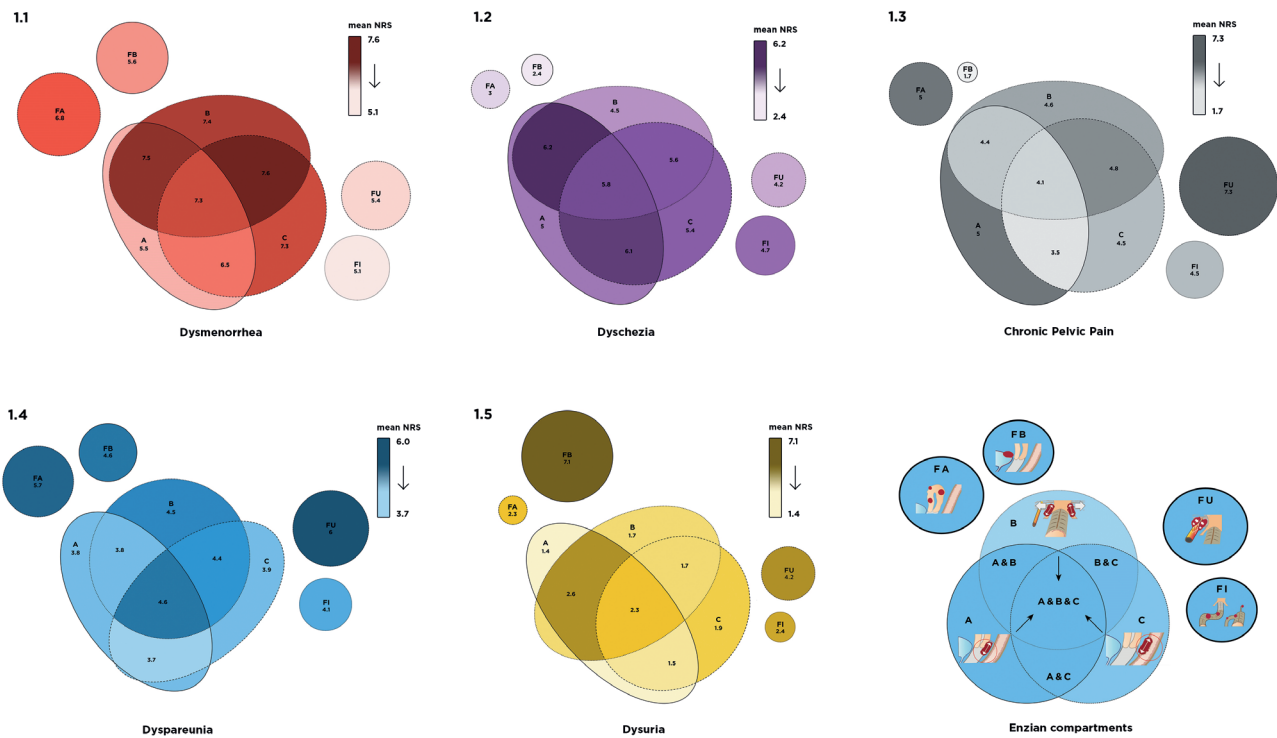 1.1
mean NRS
7.6
5.1
FB
5.6
FA
6.8
B
7.4
7.5
7.6
7.3
A
5.5
C
7.3
6.5
FU
5.4
FI
5.1
Dysmenorrhea
1.2
mean NRS
6.2
2.4
FB
2.4
FA
3
B
4.5
6.2
5.6
5.8
A
5
C
5.4
6.1
FU
4.2
FI
4.7
Dyschezia
1.3
mean NRS
7.3
1.7
FA
5
FB
1.7
B
4.6
4.4
4.8
4.1
A
5
C
4.5
3.5
FU
7.3
FI
4.5
Chronic Pelvic Pain
1.4
mean NRS
6.0
3.7
FB
4.6
FA
5.7
B
4.5
A
3.8
3.8
4.4
C
3.9
4.6
3.7
FU
6
FI
4.1
Dyspareunia
1.5
mean NRS
7.1
1.4
FB
7.1
FA
2.3
B
1.7
A
1.4
1.7
2.6
2.3
C
1.9
1.5
FU
4.2
FI
2.4
Dysuria
FB
FA
FU
FI
B
A & B
B & C
A & B & C
A
C
A & C
Enzian compartments